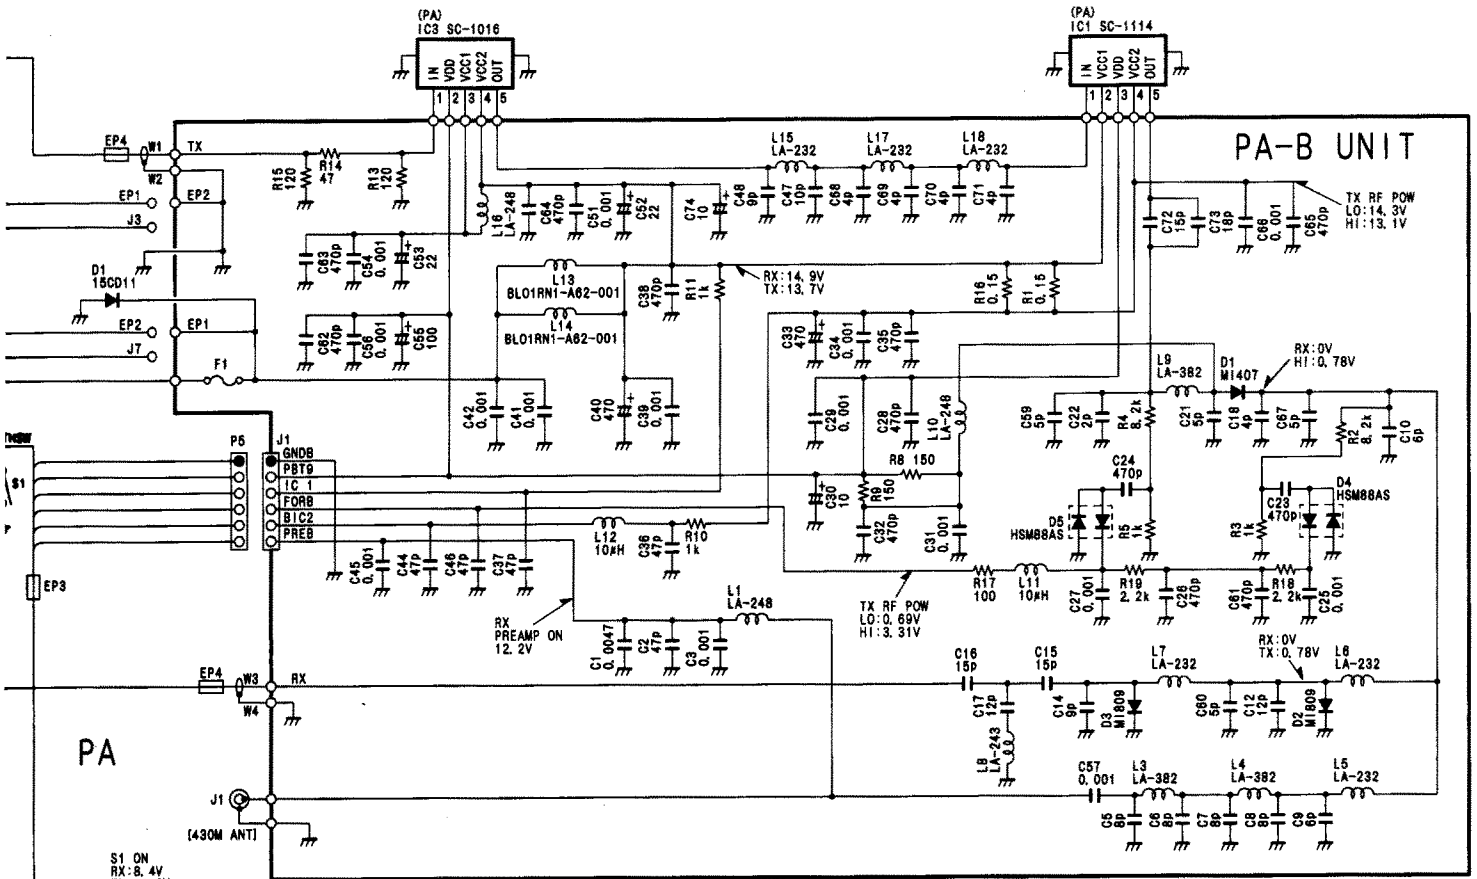 (PA)
IC3 SC-1016
IN
VDD
VCC1
VCC2
OUT
1 2 3 4 5
(PA)
IC1 SC-1114
IN
VCC1
VDD
VCC2
OUT
1 2 3 4 5
PA-B UNIT
EP4
W1
TX
W2
R15
120
R14
47
R13
120
L15
LA-232
L17
LA-232
L18
LA-232
C48
9p
C47
10p
C68
4p
C69
4p
C70
4p
C71
4p
TX RF POW
LO:14.3V
HI:13.1V
EP1
EP2
J3
L16
LA-248
C64
470p
C51
0.001
C52
22
C74
10
C72
15p
C73
18p
C66
0.001
C65
470p
C63
470p
C54
0.001
C53
22
D1
15CD11
L13
BL01RN1-A62-001
C38
470p
R11
1k
RX:14.9V
TX:13.7V
R16
0.15
R1
0.15
EP2
EP1
J7
C62
470p
C56
0.001
C55
100
L14
BL01RN1-A62-001
C33
470
C34
0.001
C35
470p
F1
L9
LA-382
D1
MI407
RX:0V
HI:0.78V
C42
0.001
C41
0.001
C40
470
C39
0.001
C29
0.001
C28
470p
L10
LA-248
C59
5p
C22
2p
R4
8.2k
C21
5p
C18
4p
C67
5p
R2
8.2k
C10
6p
P5
J1
GNDB
PBT9
IC 1
FORB
BIC2
PREB
S1
R8 150
C30
10
R9
150
C32
470p
C31
0.001
C24
470p
D5
HSM88AS
R5
1k
C23
470p
D4
HSM88AS
R3
1k
L12
10μH
C36
47p
R10
1k
C45
0.001
C44
47p
C46
47p
C37
47p
EP3
TX RF POW
LO:0.69V
HI:3.31V
R17
100
L11
10μH
C27
0.001
R19
2.2k
C26
470p
C61
470p
R18
2.2k
C25
0.001
RX
PREAMP ON
12.2V
L1
LA-248
C1
0.0047
C2
47p
C3
0.001
EP4
W3
RX
W4
C16
15p
C15
15p
C17
12p
L8
LA-243
C14
9p
D3
MI809
L7
LA-232
C60
5p
C12
12p
RX:0V
TX:0.78V
D2
MI809
L6
LA-232
PA
J1
[430M ANT]
C57
0.001
L3
LA-382
L4
LA-382
L5
LA-232
C5
8p
C6
8p
C7
8p
C8
8p
C9
6p
S1 ON
RX:8.4V